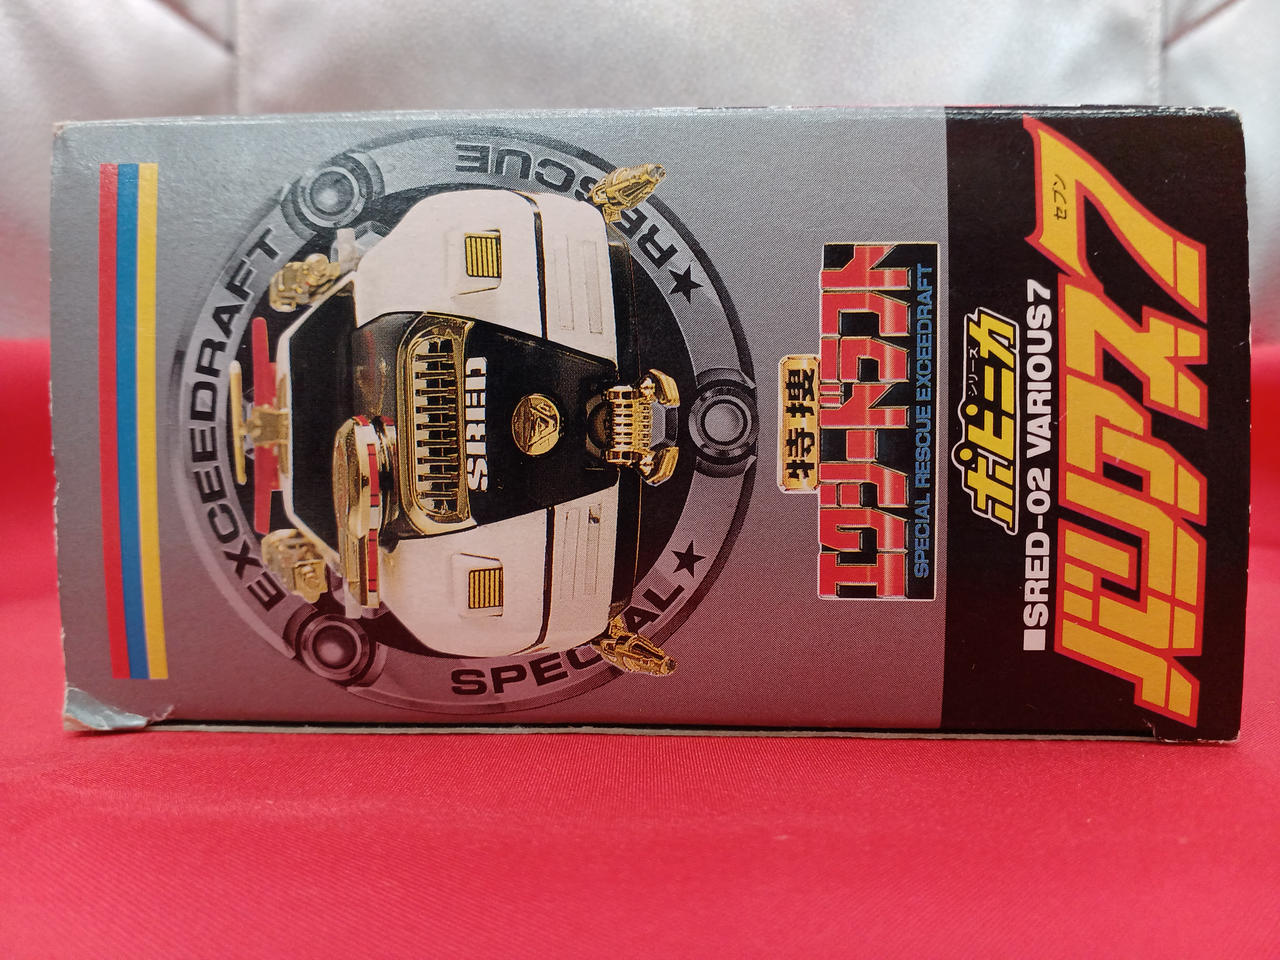 EXCEEDRAFT
SPECIAL★★RESCUE
SRED
特捜
エクシードラフト
SPECIAL RESCUE EXCEEDRAFT
ポピニカ
シリーズ
■SRED-02 VARIOUS7
セブン
バリアス7